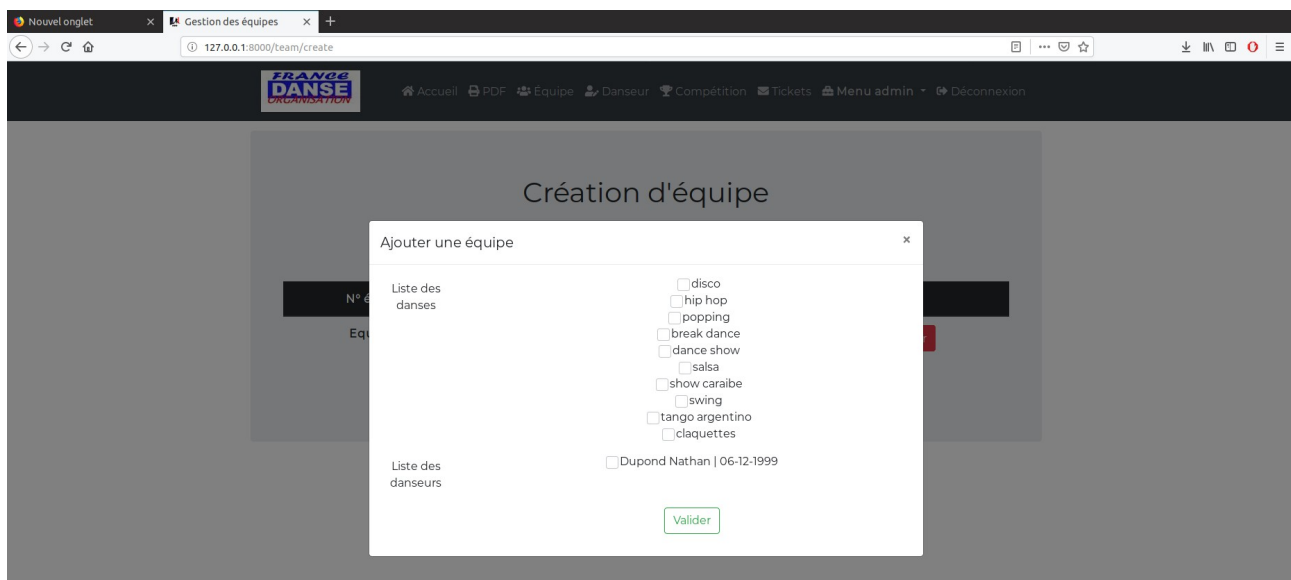 Nouvel onglet
Gestion des équipes
127.0.0.1:8000/team/create
FRANCE
DANSE
ORGANISATION
Accueil PDF Equipe Danseur Compétition Tickets Menu admin Déconnexion
Création d'équipe
Ajouter une équipe
Liste des
danses
disco
hip hop
popping
break dance
dance show
salsa
show caraibe
swing
tango argentino
claquettes
N° é
Equ
Liste des
danseurs
Dupond Nathan | 06-12-1999
Valider